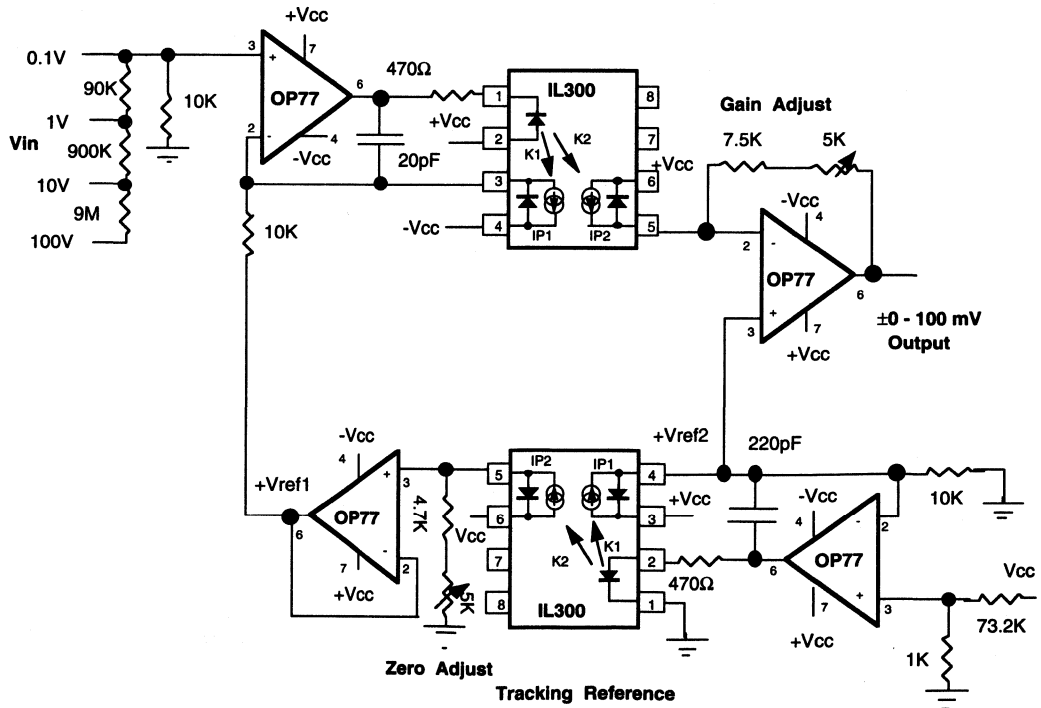 +Vcc
0.1V
3
+
7
6
OP77
2
-
4
-Vcc
90K
10K
1V
Vin
900K
10V
9M
100V
20pF
470Ω
+Vcc
10K
-Vcc
IL300
1
2
3
4
8
7
6
5
K1
K2
IP1
IP2
+Vcc
Gain Adjust
7.5K
5K
-Vcc
4
2
-
OP77
6
+
3
7
+Vcc
±0 - 100 mV
Output
-Vcc
4
+
3
+Vref1
OP77
6
-
7
2
+Vcc
4.7K
5K
Vcc
Zero Adjust
5
6
7
8
IP2
IP1
K2
K1
IL300
4
3
2
1
+Vref2
+Vcc
220pF
470Ω
-Vcc
4
-
2
OP77
6
+
3
7
+Vcc
10K
Vcc
73.2K
1K
Tracking Reference